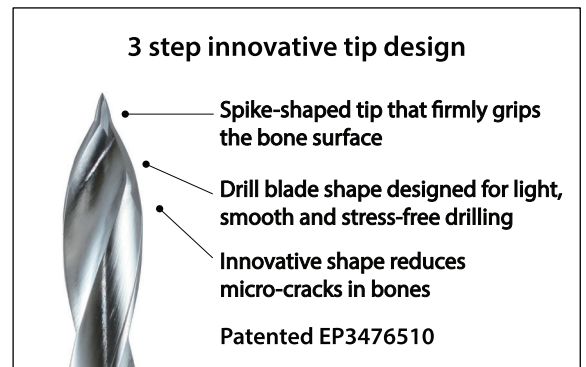 3 step innovative tip design
Spike-shaped tip that firmly grips
the bone surface
Drill blade shape designed for light,
smooth and stress-free drilling
Innovative shape reduces
micro-cracks in bones
Patented EP3476510